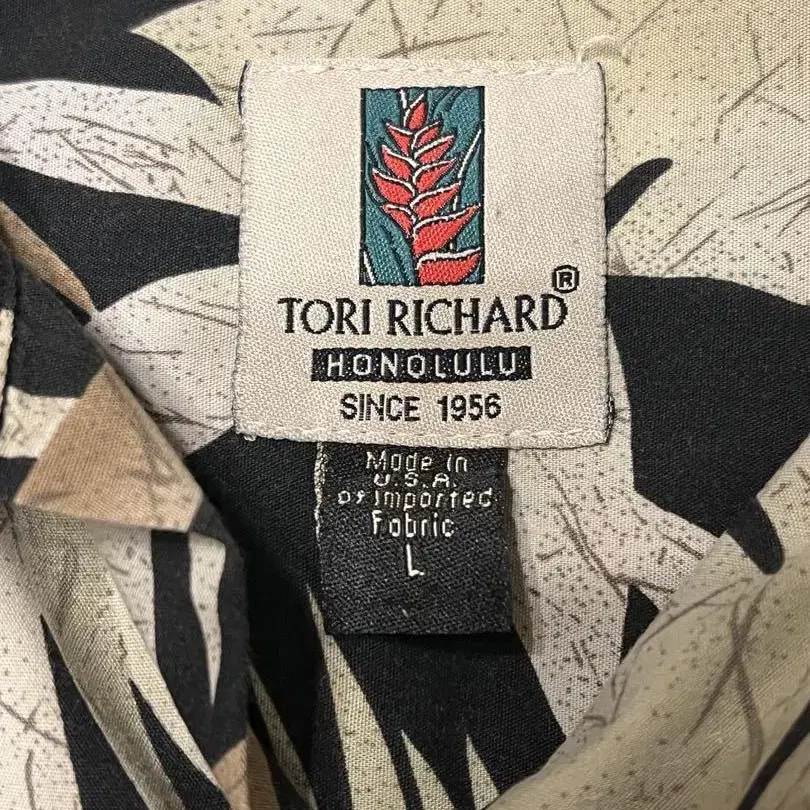 TORI RICHARD®
HONOLULU
SINCE 1956
Made in
U.S.A.
of Imported
Fabric
L